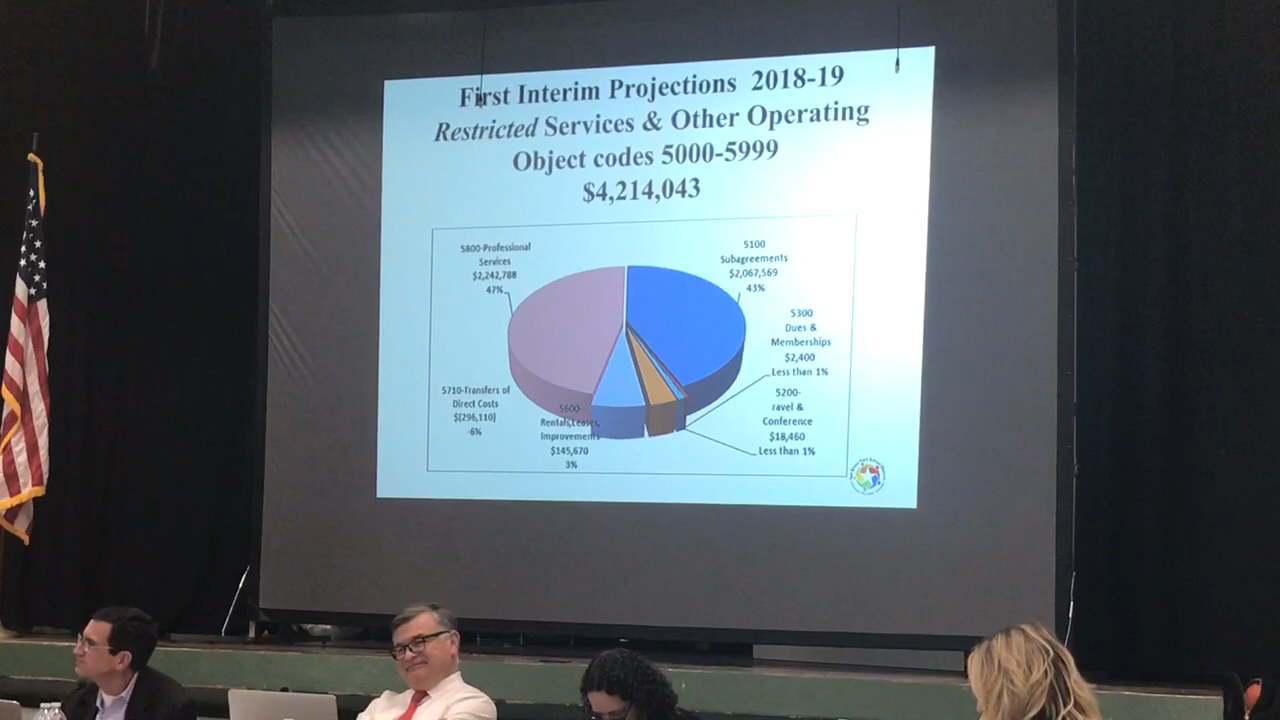 First Interim Projections 2018-19
Restricted Services & Other Operating
Object codes 5000-5999
$4,214,043
5800-Professional
Services
$2,242,788
47%
5100
Subagreements
$2,067,569
43%
5300
Dues &
Memberships
$2,400
Less than 1%
5200-
ravel &
Conference
$18,460
Less than 1%
5710-Transfers of
Direct Costs
$(296,110)
-6%
5600-
Rentals,Leases,
Improvements
$145,670
3%